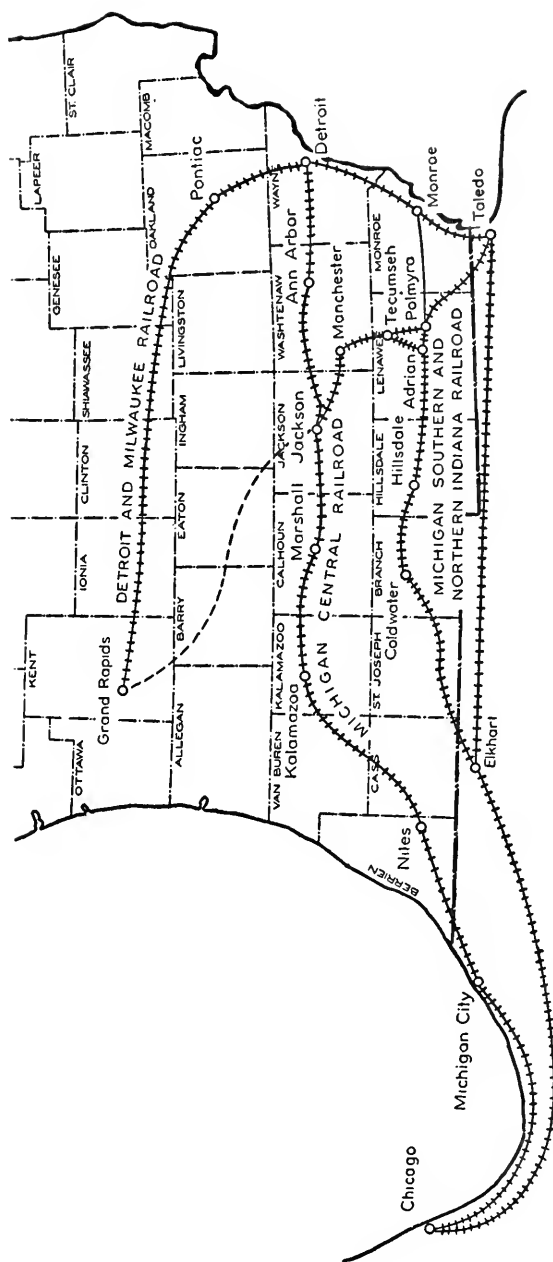 ST. CLAIR
LAPEER
MACOMB
GENESEE
OAKLAND
Pontiac
SHIAWASSEE
LIVINGSTON
CLINTON
INGHAM
DETROIT AND MILWAUKEE RAILROAD
IONIA
EATON
KENT
BARRY
Grand Rapids
OTTAWA
ALLEGAN
WAYN
Detroit
WASHTENAW
Ann Arbor
Manchester
JACKSON
Jackson
CALHOUN
Marshall
KALAMAZOO
Kalamazoo
VAN BUREN
MICHIGAN CENTRAL RAILROAD
MONROE
Monroe
Toledo
LENAWEE
Tecumseh
Palmyra
Adrian
HILLSDALE
Hillsdale
BRANCH
Coldwater
MICHIGAN SOUTHERN AND
NORTHERN INDIANA RAILROAD
ST. JOSEPH
CASS
Elkhart
Niles
BERRIEN
Michigan City
Chicago